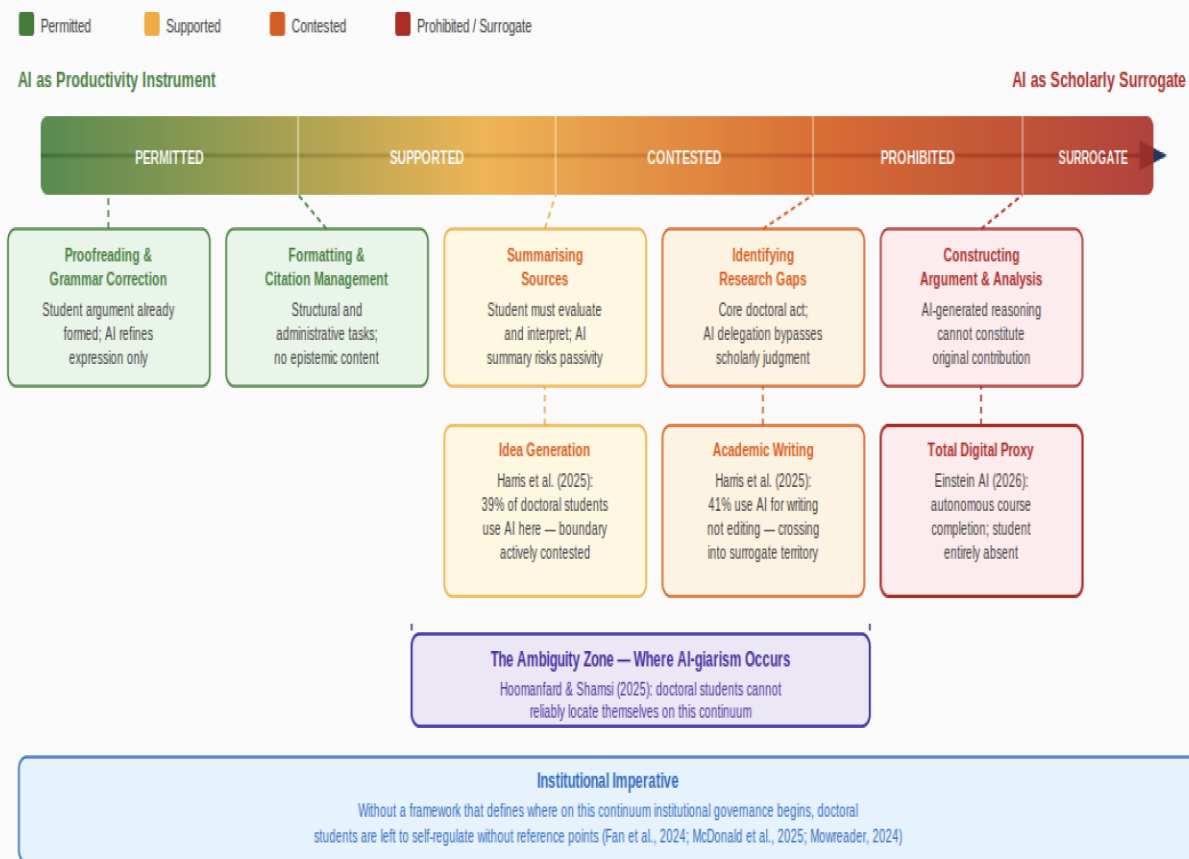 Permitted
Supported
Contested
Prohibited / Surrogate
AI as Productivity Instrument
AI as Scholarly Surrogate
PERMITTED
SUPPORTED
CONTESTED
PROHIBITED
SURROGATE
Proofreading &
Grammar Correction
Student argument already
formed; AI refines
expression only
Formatting &
Citation Management
Structural and
administrative tasks;
no epistemic content
Summarising
Sources
Student must evaluate
and interpret; AI
summary risks passivity
Identifying
Research Gaps
Core doctoral act;
AI delegation bypasses
scholarly judgment
Constructing
Argument & Analysis
AI-generated reasoning
cannot constitute
original contribution
Idea Generation
Harris et al. (2025):
39% of doctoral students
use AI here — boundary
actively contested
Academic Writing
Harris et al. (2025):
41% use AI for writing
not editing — crossing
into surrogate territory
Total Digital Proxy
Einstein AI (2026):
autonomous course
completion; student
entirely absent
The Ambiguity Zone — Where AI-giarism Occurs
Hoomanfard & Shamsi (2025): doctoral students cannot
reliably locate themselves on this continuum
Institutional Imperative
Without a framework that defines where on this continuum institutional governance begins, doctoral
students are left to self-regulate without reference points (Fan et al., 2024; McDonald et al., 2025; Mowreader, 2024)